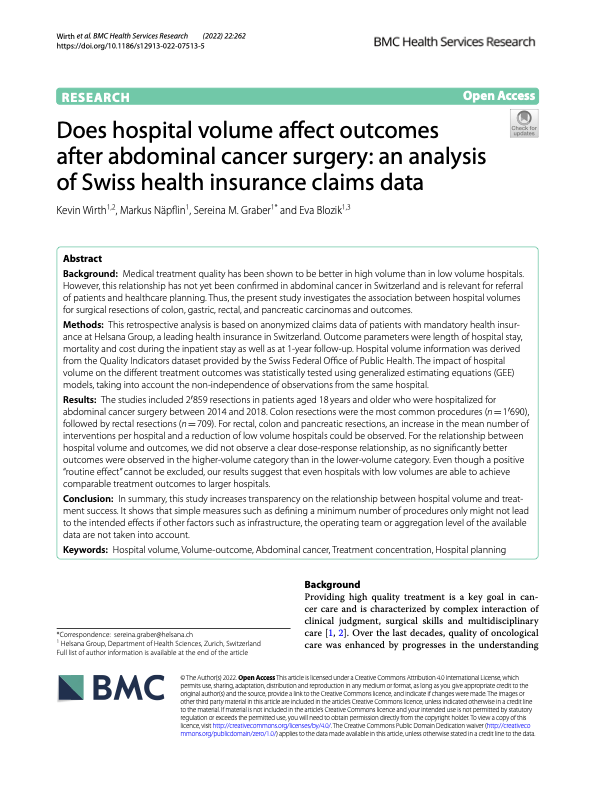 Wirth et al. BMC Health Services Research (2022) 22:262
https://doi.org/10.1186/s12913-022-07513-5
BMC Health Services Research
RESEARCH
Open Access
Check for
updates
Does hospital volume affect outcomes
after abdominal cancer surgery: an analysis
of Swiss health insurance claims data
Kevin Wirth1,2, Markus Näpflin1, Sereina M. Graber1* and Eva Blozik1,3
Abstract
Background: Medical treatment quality has been shown to be better in high volume than in low volume hospitals.
However, this relationship has not yet been confirmed in abdominal cancer in Switzerland and is relevant for referral
of patients and healthcare planning. Thus, the present study investigates the association between hospital volumes
for surgical resections of colon, gastric, rectal, and pancreatic carcinomas and outcomes.
Methods: This retrospective analysis is based on anonymized claims data of patients with mandatory health insur-
ance at Helsana Group, a leading health insurance in Switzerland. Outcome parameters were length of hospital stay,
mortality and cost during the inpatient stay as well as at 1-year follow-up. Hospital volume information was derived
from the Quality Indicators dataset provided by the Swiss Federal Office of Public Health. The impact of hospital
volume on the different treatment outcomes was statistically tested using generalized estimating equations (GEE)
models, taking into account the non-independence of observations from the same hospital.
Results: The studies included 2'859 resections in patients aged 18 years and older who were hospitalized for
abdominal cancer surgery between 2014 and 2018. Colon resections were the most common procedures (n = 1'690),
followed by rectal resections (n = 709). For rectal, colon and pancreatic resections, an increase in the mean number of
interventions per hospital and a reduction of low volume hospitals could be observed. For the relationship between
hospital volume and outcomes, we did not observe a clear dose-response relationship, as no significantly better
outcomes were observed in the higher-volume category than in the lower-volume category. Even though a positive
"routine effect" cannot be excluded, our results suggest that even hospitals with low volumes are able to achieve
comparable treatment outcomes to larger hospitals.
Conclusion: In summary, this study increases transparency on the relationship between hospital volume and treat-
ment success. It shows that simple measures such as defining a minimum number of procedures only might not lead
to the intended effects if other factors such as infrastructure, the operating team or aggregation level of the available
data are not taken into account.
Keywords: Hospital volume, Volume-outcome, Abdominal cancer, Treatment concentration, Hospital planning
Background
Providing high quality treatment is a key goal in can-
cer care and is characterized by complex interaction of
clinical judgment, surgical skills and multidisciplinary
care [1, 2]. Over the last decades, quality of oncological
care was enhanced by progresses in the understanding
*Correspondence: sereina.graber@helsana.ch
1 Helsana Group, Department of Health Sciences, Zurich, Switzerland
Full list of author information is available at the end of the article
BMC
© The Author(s) 2022. Open Access This article is licensed under a Creative Commons Attribution 4.0 International License, which
permits use, sharing, adaptation, distribution and reproduction in any medium or format, as long as you give appropriate credit to the
original author(s) and the source, provide a link to the Creative Commons licence, and indicate if changes were made. The images or
other third party material in this article are included in the article's Creative Commons licence, unless indicated otherwise in a credit line
to the material. If material is not included in the article's Creative Commons licence and your intended use is not permitted by statutory
regulation or exceeds the permitted use, you will need to obtain permission directly from the copyright holder. To view a copy of this
licence, visit http://creativecommons.org/licenses/by/4.0/. The Creative Commons Public Domain Dedication waiver (http://creativeco
mmons.org/publicdomain/zero/1.0/) applies to the data made available in this article, unless otherwise stated in a credit line to the data.